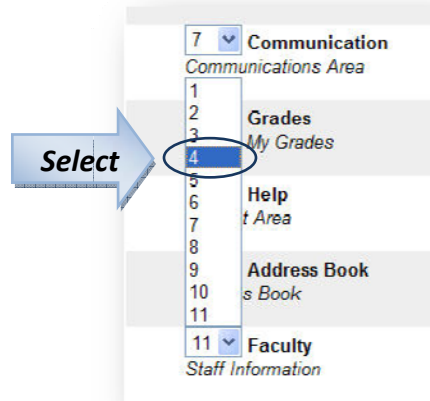 7 Communication
Communications Area
1
2 Grades
3 My Grades
Select
4
5
6 Help
7 t Area
8
9 Address Book
10 s Book
11
11 Faculty
Staff Information